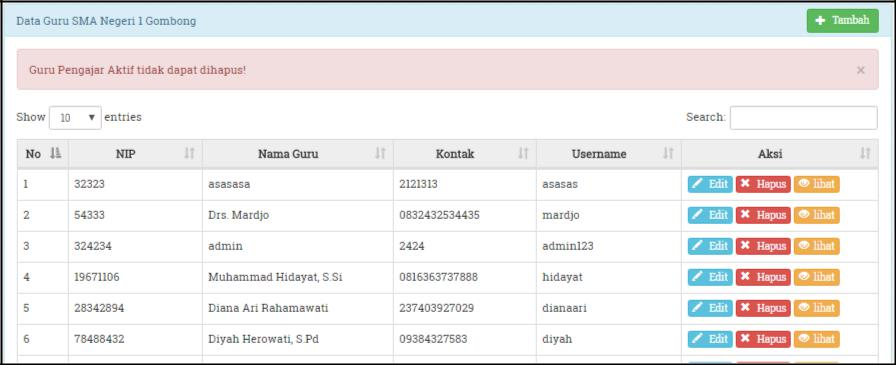 Data Guru SMA Negeri 1 Gombong
Tambah
Guru Pengajar Aktif tidak dapat dihapus!
×
Show 10 entries
Search:
No NIP Nama Guru Kontak Username Aksi
1 32323 asasasa 2121313 asasas Edit Hapus lihat
2 54333 Drs. Mardjo 0832432534435 mardjo Edit Hapus lihat
3 324234 admin 2424 admin123 Edit Hapus lihat
4 19671106 Muhammad Hidayat, S.Si 0816363737888 hidayat Edit Hapus lihat
5 28342894 Diana Ari Rahamawati 237403927029 dianaari Edit Hapus lihat
6 78488432 Diyah Herowati, S.Pd 09384327583 diyah Edit Hapus lihat